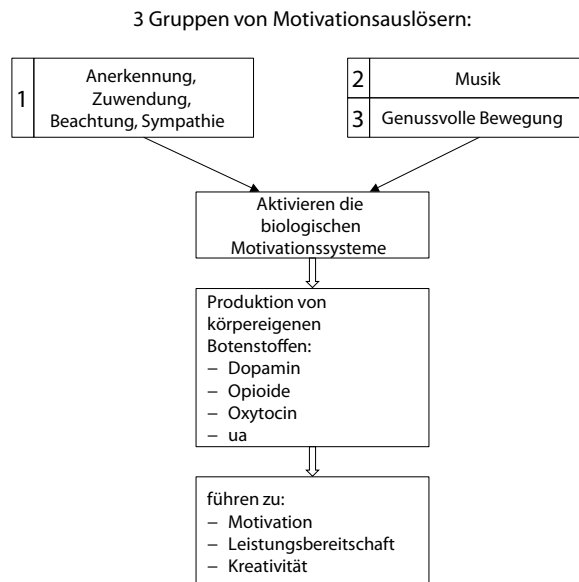 3 Gruppen von Motivationsauslösern:
1
Anerkennung,
Zuwendung,
Beachtung, Sympathie
2
Musik
3
Genussvolle Bewegung
Aktivieren die
biologischen
Motivationssysteme
Produktion von
körpereigenen
Botenstoffen:
– Dopamin
– Opioide
– Oxytocin
– ua
führen zu:
– Motivation
– Leistungsbereitschaft
– Kreativität